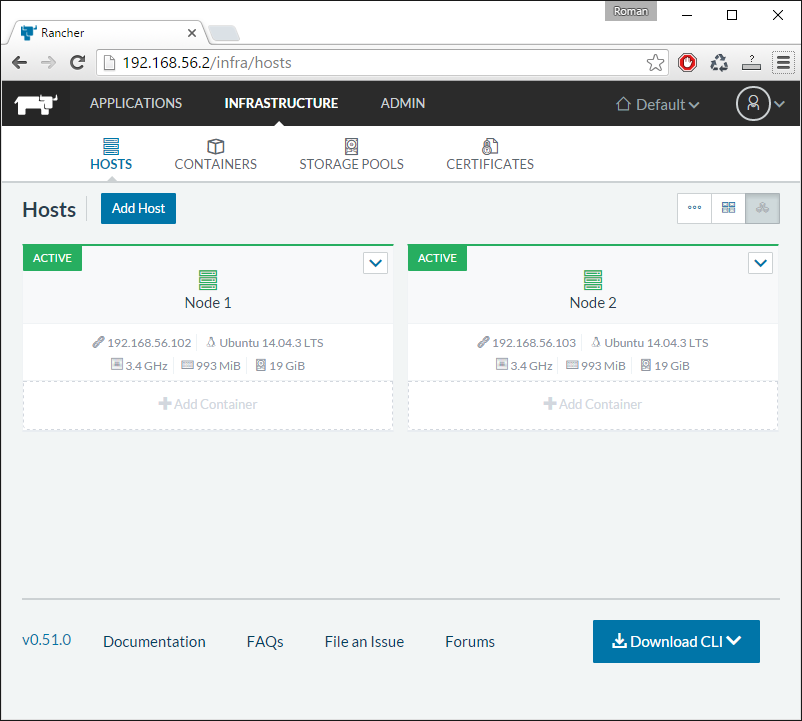 Roman
Rancher
192.168.56.2/infra/hosts
APPLICATIONS INFRASTRUCTURE ADMIN Default
HOSTS CONTAINERS STORAGE POOLS CERTIFICATES
Hosts Add Host
ACTIVE ACTIVE
Node 1 Node 2
192.168.56.102 Ubuntu 14.04.3 LTS 192.168.56.103 Ubuntu 14.04.3 LTS
3.4 GHz 993 MiB 19 GiB 3.4 GHz 993 MiB 19 GiB
Add Container Add Container
v0.51.0 Documentation FAQs File an Issue Forums Download CLI